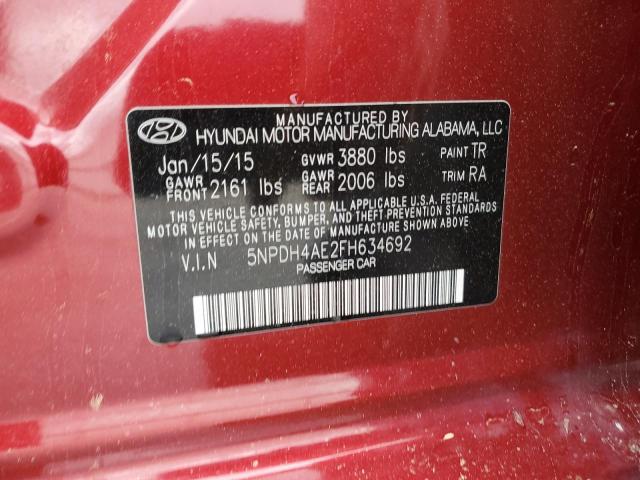 MANUFACTURED BY
HYUNDAI MOTOR MANUFACTURING ALABAMA, LLC
Jan/15/15 GVWR 3880 lbs PAINT TR
GAWR FRONT 2161 lbs GAWR REAR 2006 lbs TRIM RA
THIS VEHICLE CONFORMS TO ALL APPLICABLE U.S.A. FEDERAL
MOTOR VEHICLE SAFETY, BUMPER, AND THEFT PREVENTION
STANDARDS IN EFFECT ON THE DATE OF MANUFACTURE SHOWN ABOVE.
V.I.N 5NPDH4AE2FH634692
PASSENGER CAR